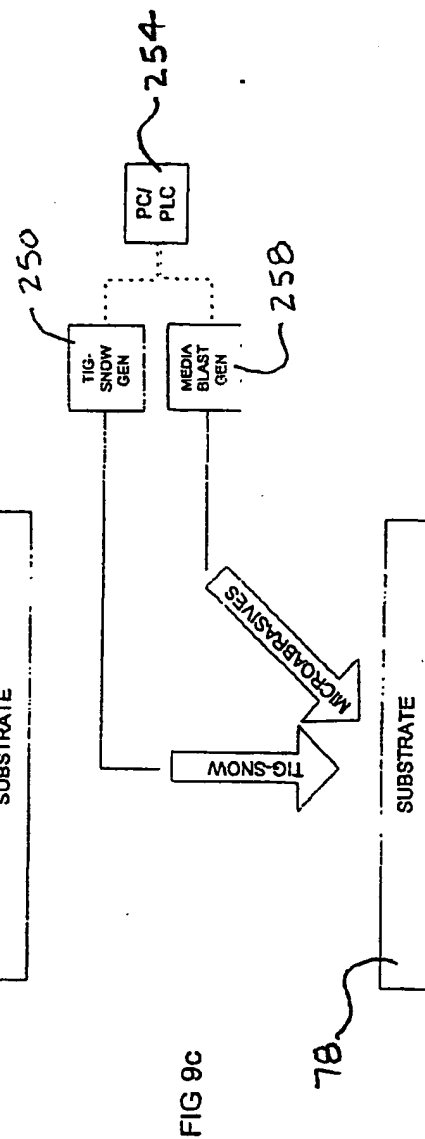 SUBSTRATE
FIG 9c
250
TIG-
SNOW
GEN
PC/
PLC
254
MEDIA
BLAST
GEN
258
TIG-SNOW
MICROABRASIVES
78
SUBSTRATE